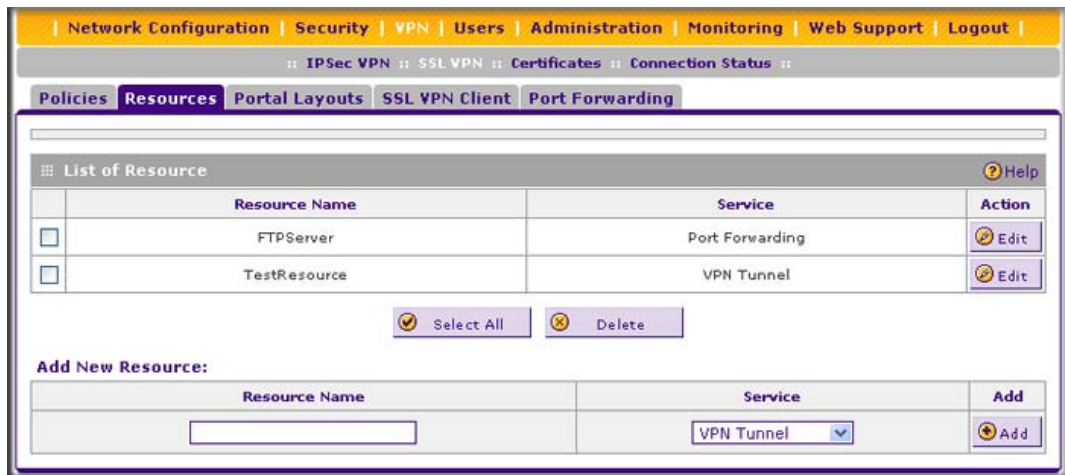 | Network Configuration | Security | VPN | Users | Administration | Monitoring | Web Support | Logout |
:: IPSec VPN :: SSL VPN :: Certificates :: Connection Status ::
Policies Resources Portal Layouts SSL VPN Client Port Forwarding
List of Resource Help
Resource Name Service Action
FTPServer Port Forwarding Edit
TestResource VPN Tunnel Edit
Select All Delete
Add New Resource:
Resource Name Service Add
VPN Tunnel Add